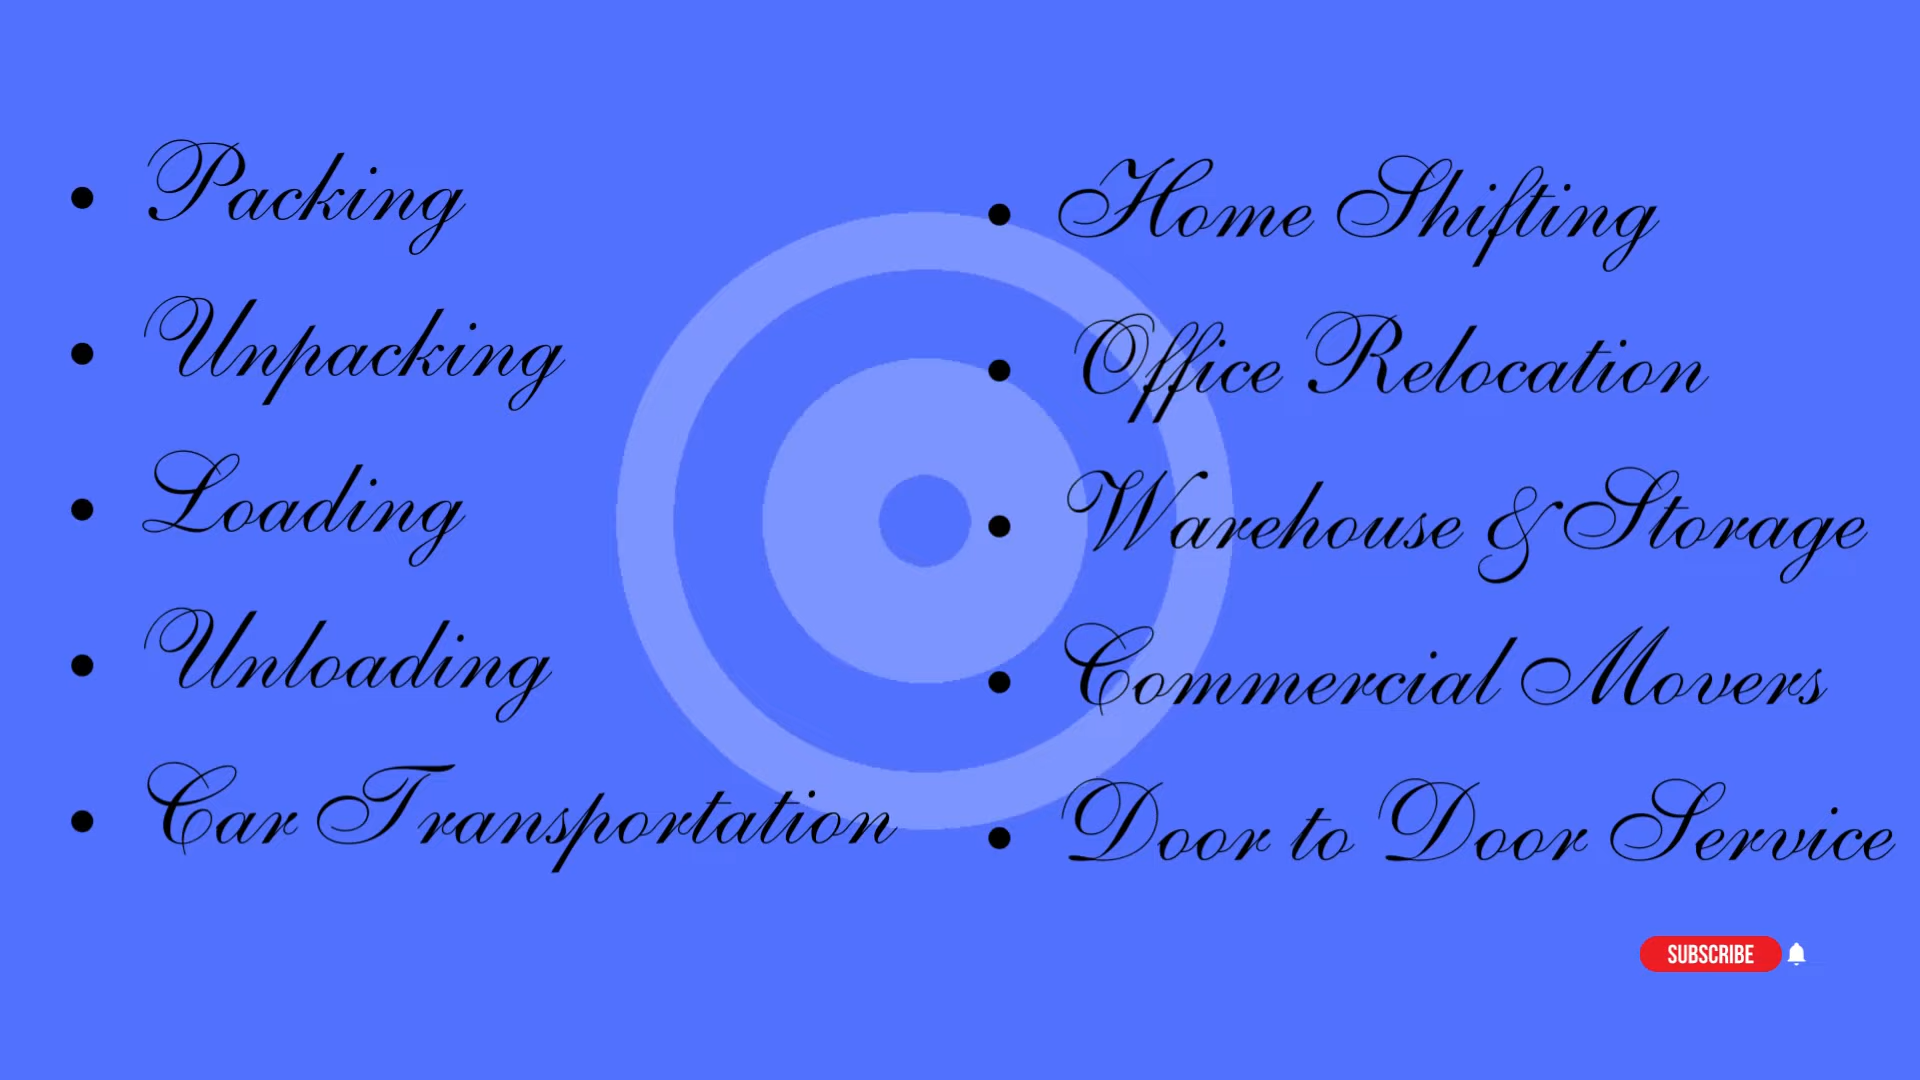 • Packing
• Unpacking
• Loading
• Unloading
• Car Transportation
• Home Shifting
• Office Relocation
• Warehouse & Storage
• Commercial Movers
• Door to Door Service
SUBSCRIBE